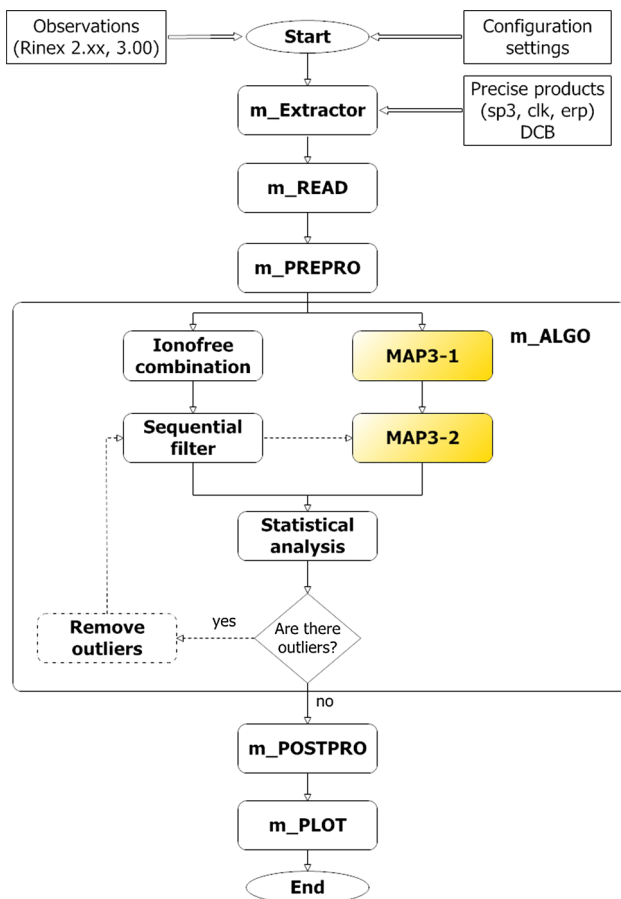 Observations
(Rinex 2.xx, 3.00)
Start
Configuration
settings
m_Extractor
Precise products
(sp3, clk, erp)
DCB
m_READ
m_PREPRO
m_ALGO
Ionofree
combination
MAP3-1
Sequential
filter
MAP3-2
Statistical
analysis
Are there
outliers?
yes
Remove
outliers
no
m_POSTPRO
m_PLOT
End